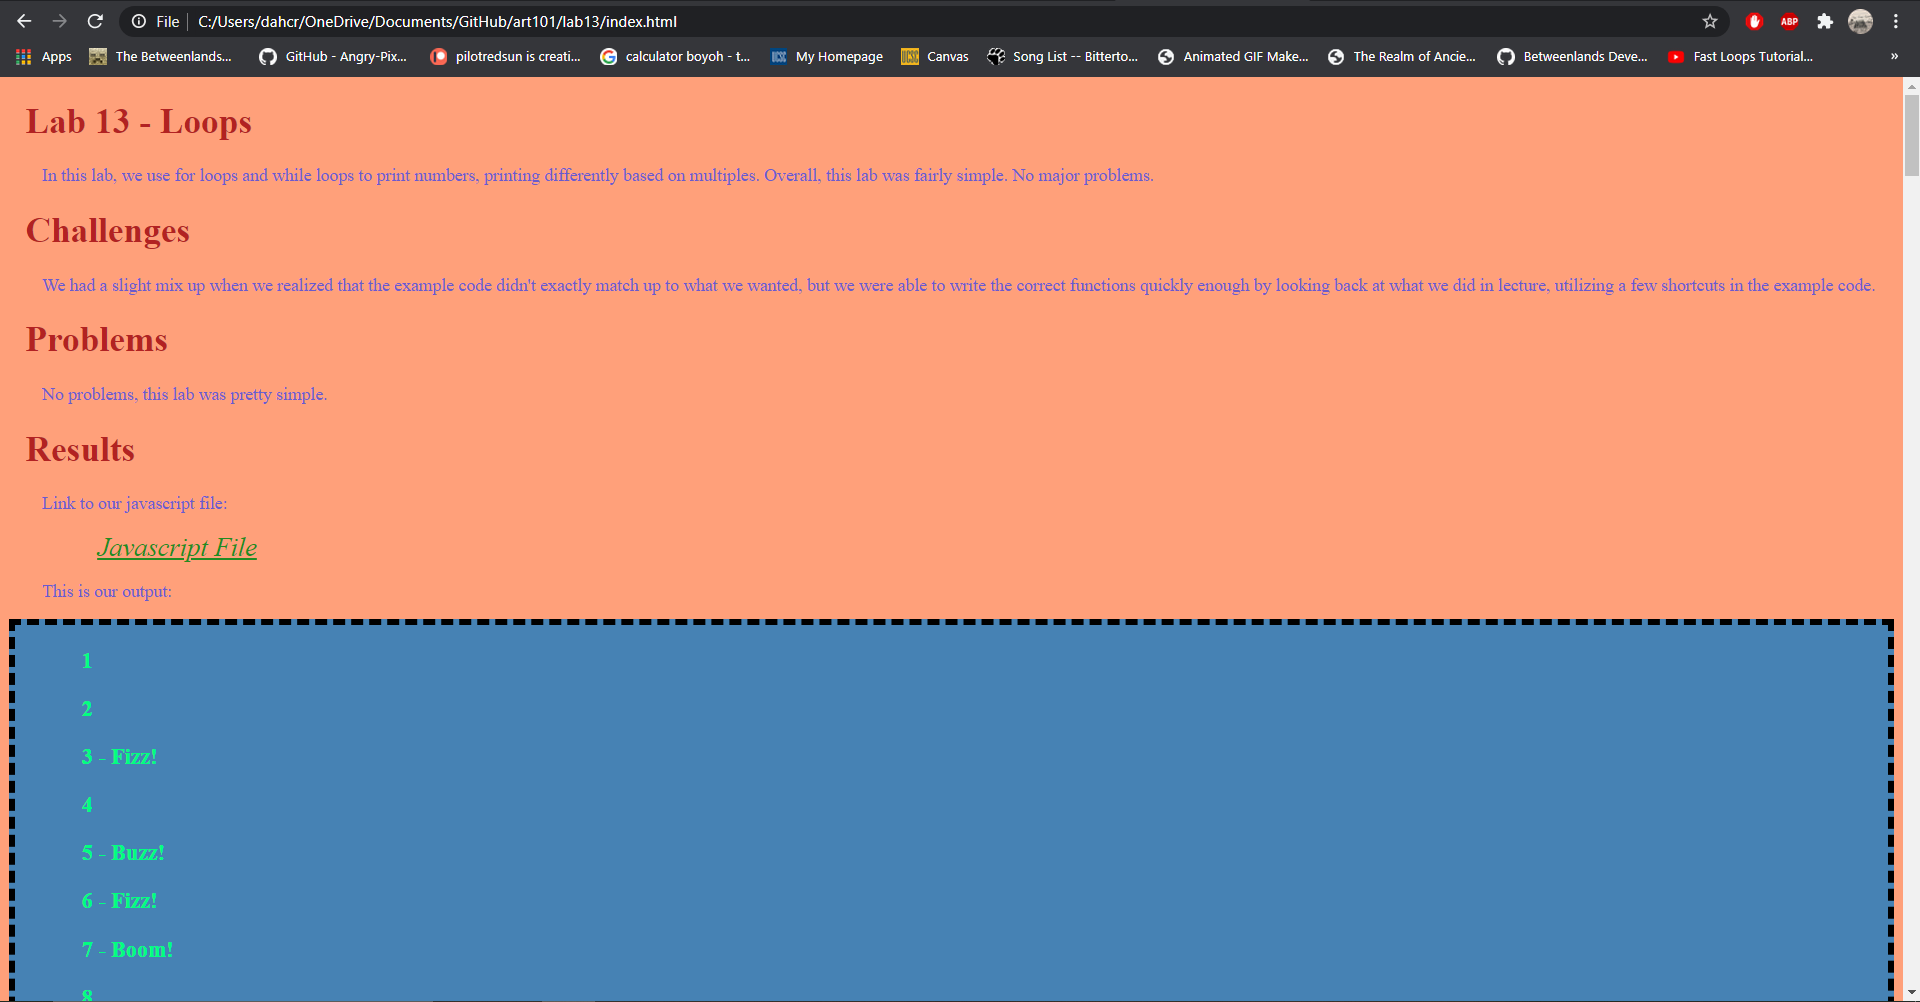 File C:/Users/dahcr/OneDrive/Documents/GitHub/art101/lab13/index.html
ABP
Apps The Betweenlands... GitHub - Angry-Pix... pilotredsun is creati... calculator boyoh - t... UCSC My Homepage UCSC Canvas Song List -- Bitterto... Animated GIF Make... The Realm of Ancie... Betweenlands Deve... Fast Loops Tutorial... »
Lab 13 - Loops
In this lab, we use for loops and while loops to print numbers, printing differently based on multiples. Overall, this lab was fairly simple. No major problems.
Challenges
We had a slight mix up when we realized that the example code didn't exactly match up to what we wanted, but we were able to write the correct functions quickly enough by looking back at what we did in lecture, utilizing a few shortcuts in the example code.
Problems
No problems, this lab was pretty simple.
Results
Link to our javascript file:
Javascript File
This is our output:
1
2
3 - Fizz!
4
5 - Buzz!
6 - Fizz!
7 - Boom!
8